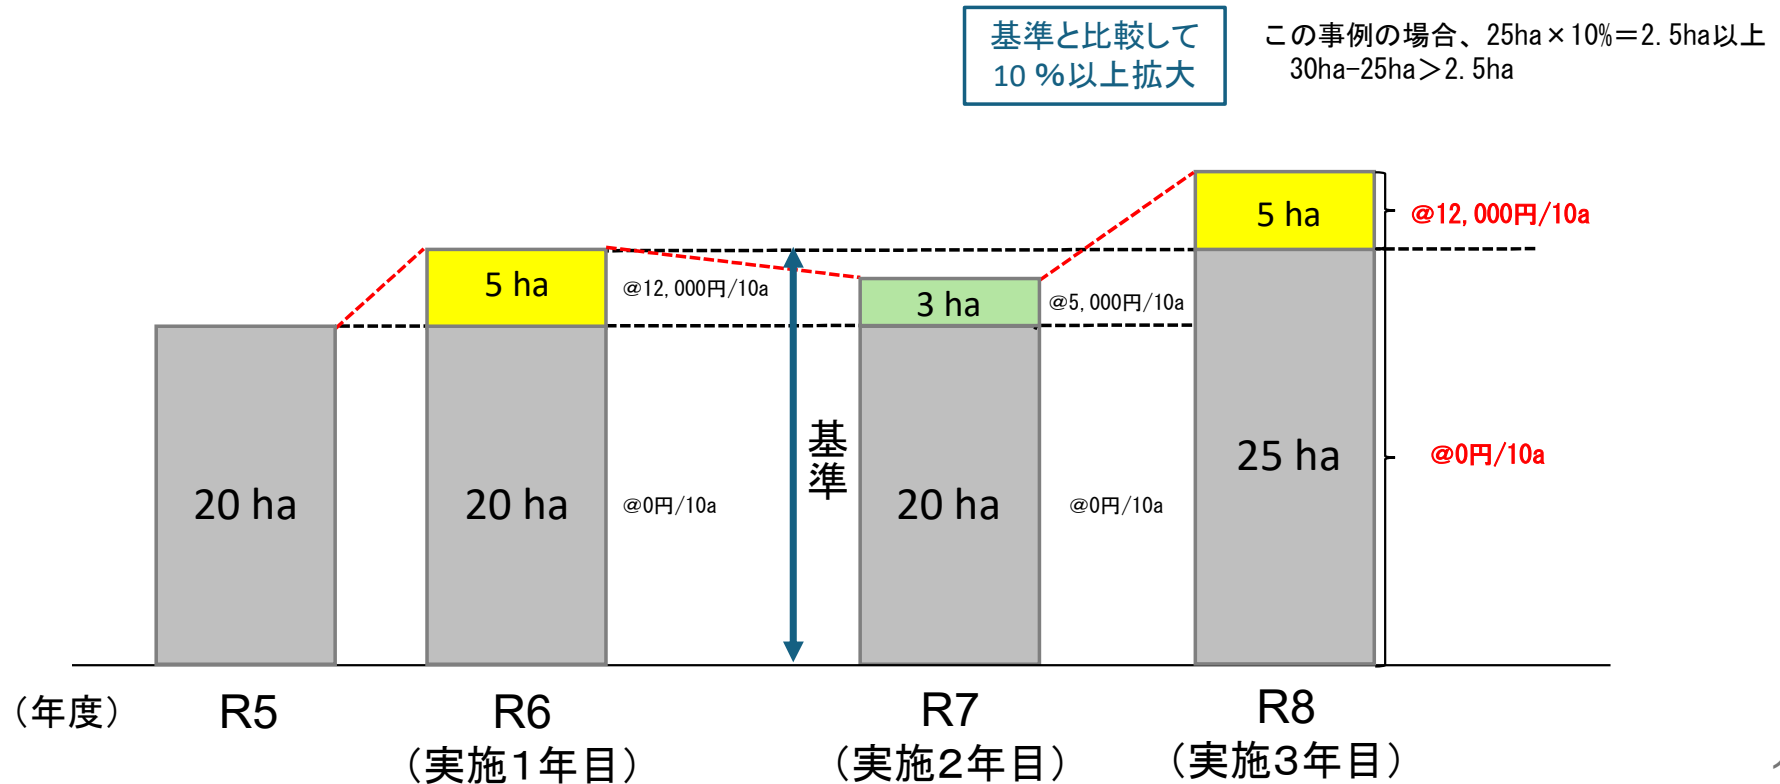 基準と比較して
10 %以上拡大
この事例の場合、25ha×10%＝2.5ha以上
30ha-25ha＞2.5ha
5 ha
@12,000円/10a
5 ha
@12,000円/10a
3 ha
@5,000円/10a
基準
20 ha
20 ha
@0円/10a
20 ha
@0円/10a
25 ha
@0円/10a
（年度）
R5
R6
（実施１年目）
R7
（実施２年目）
R8
（実施３年目）